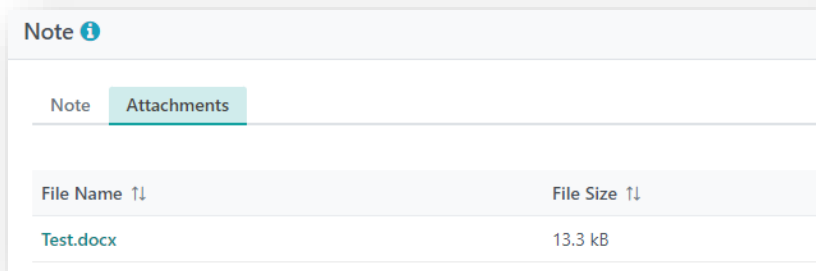 Note
Note Attachments
File Name File Size
Test.docx 13.3 kB